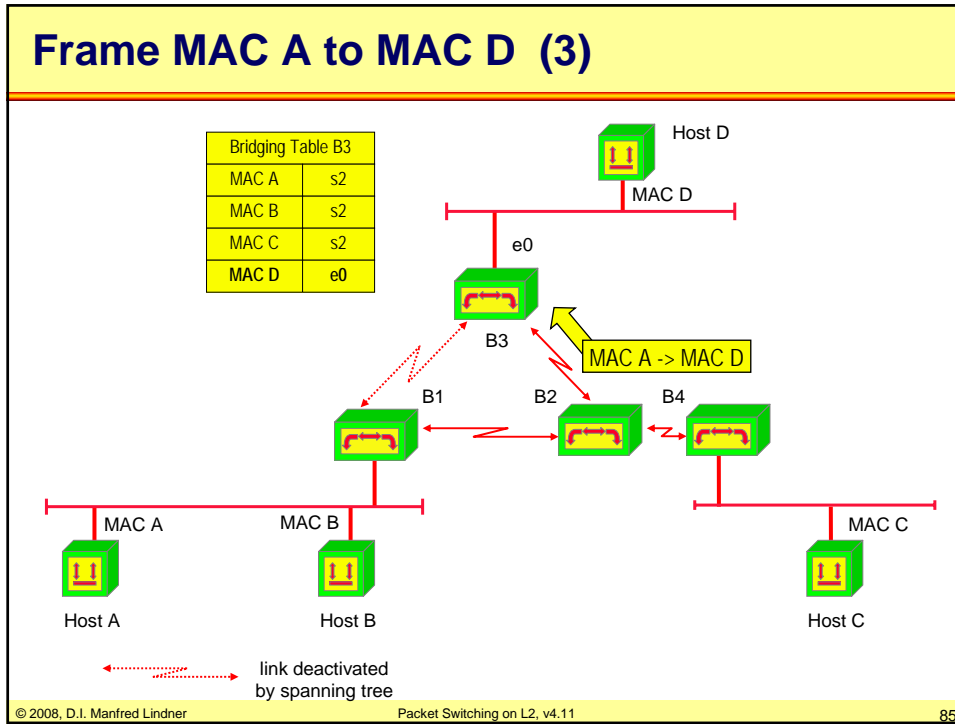 Frame MAC A to MAC D (3)
Host D
Bridging Table B3
MAC A s2
MAC B s2
MAC C s2
MAC D e0
MAC D
e0
B3
MAC A -> MAC D
B1
B2
B4
MAC A
MAC B
MAC C
Host A
Host B
Host C
link deactivated
by spanning tree
© 2008, D.I. Manfred Lindner
Packet Switching on L2, v4.11
85